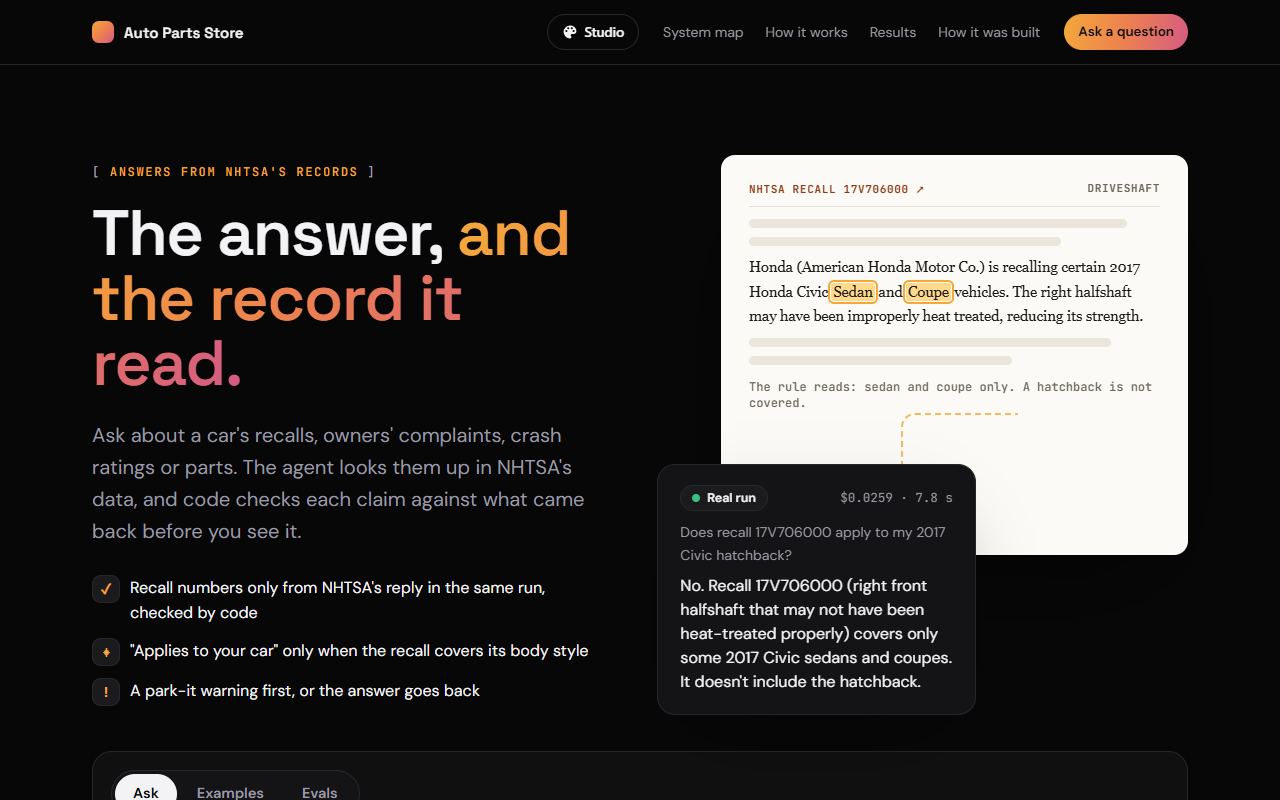 Auto Parts Store
Studio
System map
How it works
Results
How it was built
Ask a question
[ ANSWERS FROM NHTSA'S RECORDS ]
The answer, and
the record it
read.
Ask about a car's recalls, owners' complaints, crash
ratings or parts. The agent looks them up in NHTSA's
data, and code checks each claim against what came
back before you see it.
✓ Recall numbers only from NHTSA's reply in the same run,
checked by code
"Applies to your car" only when the recall covers its body style
! A park-it warning first, or the answer goes back
NHTSA RECALL 17V706000 ↗
DRIVESHAFT
Honda (American Honda Motor Co.) is recalling certain 2017
Honda Civic Sedan and Coupe vehicles. The right halfshaft
may have been improperly heat treated, reducing its strength.
The rule reads: sedan and coupe only. A hatchback is not
covered.
Real run
$0.0259 · 7.8 s
Does recall 17V706000 apply to my 2017
Civic hatchback?
No. Recall 17V706000 (right front
halfshaft that may not have been
heat-treated properly) covers only
some 2017 Civic sedans and coupes.
It doesn't include the hatchback.
Ask
Examples
Evals